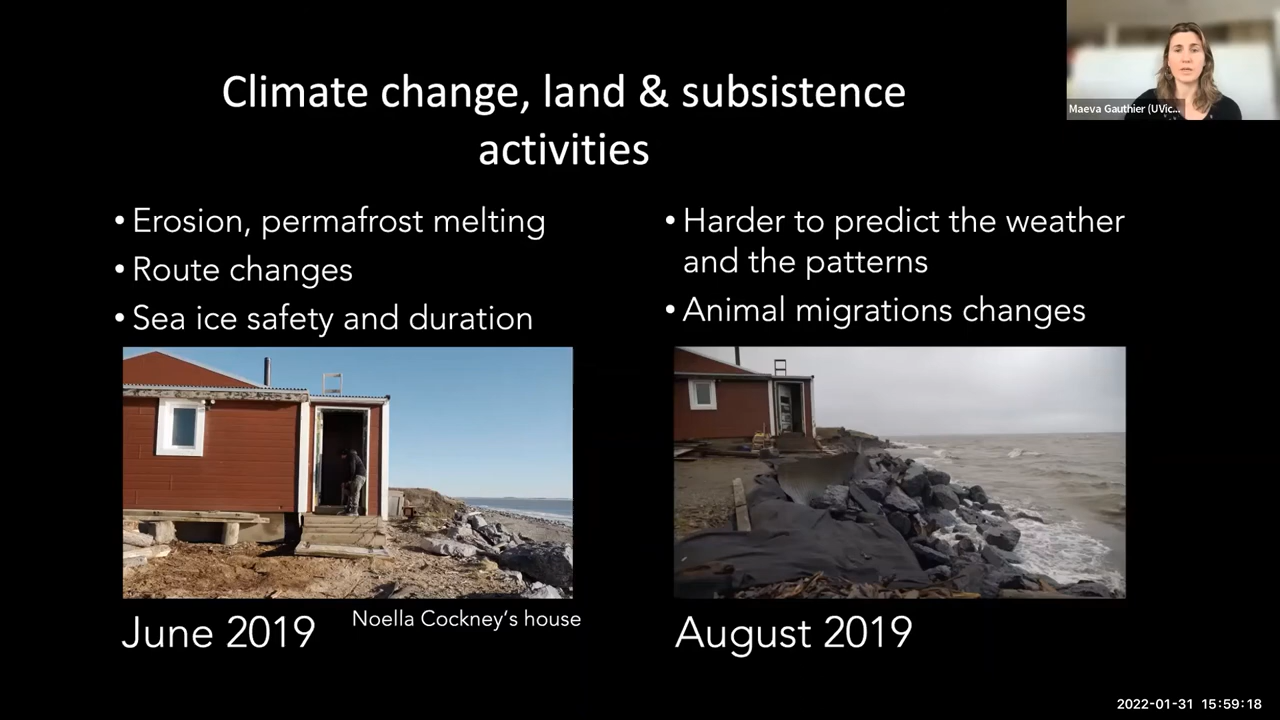 Climate change, land & subsistence
activities
Maeva Gauthier (UVic...
• Erosion, permafrost melting
• Route changes
• Sea ice safety and duration
• Harder to predict the weather
and the patterns
• Animal migrations changes
June 2019
Noella Cockney's house
August 2019
2022-01-31 15:59:18